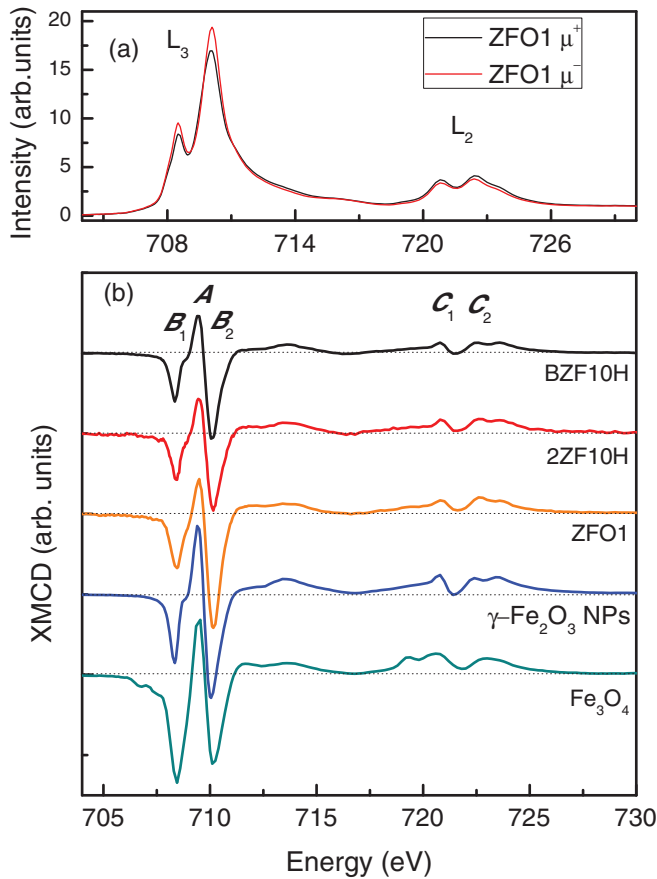 (a)
L₃
ZFO1 μ⁺
ZFO1 μ⁻
L₂
Intensity (arb.units)
20
15
10
5
0
708
714
720
726
(b)
B₁
A
B₂
C₁
C₂
BZF10H
2ZF10H
ZFO1
γ–Fe₂O₃ NPs
Fe₃O₄
XMCD (arb. units)
705
710
715
720
725
730
Energy (eV)